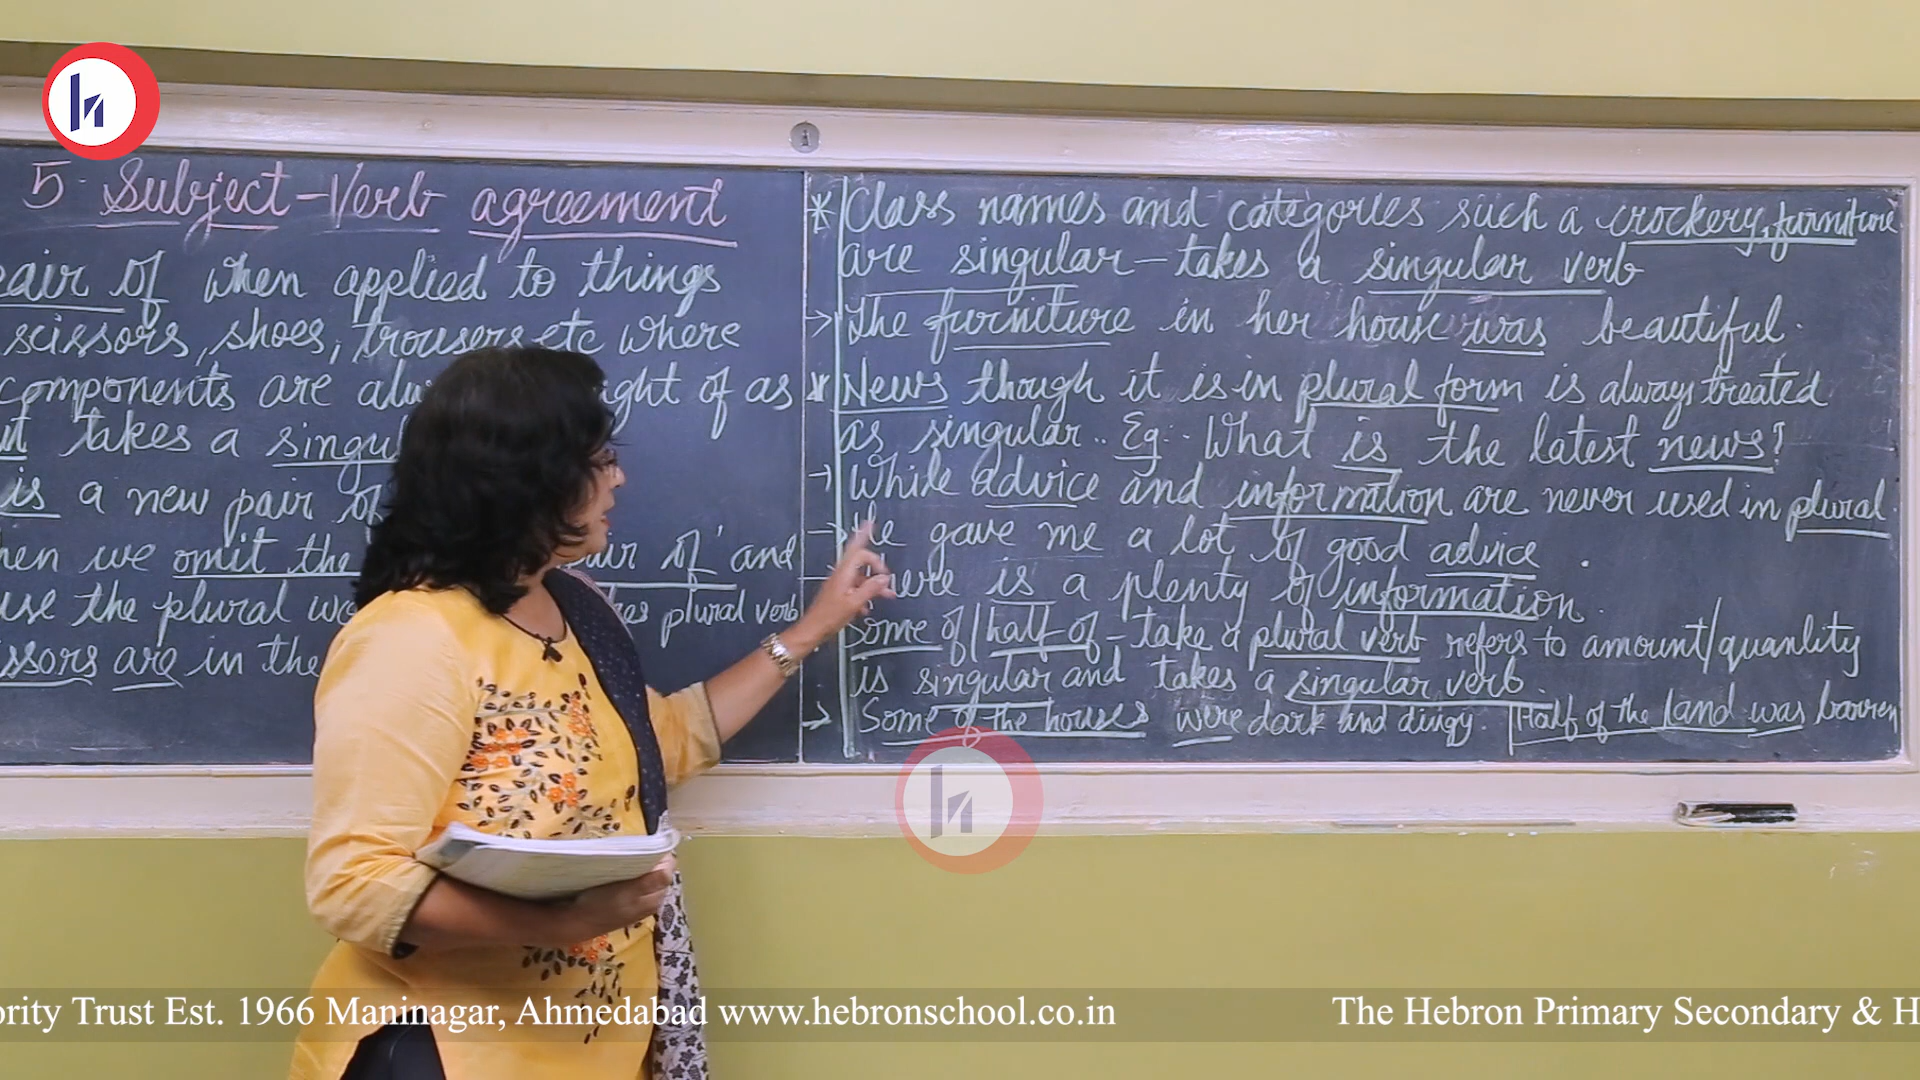 5. Subject-Verb agreement
pair of when applied to things
scissors, shoes, trousers etc where
components are ght of as
takes a
is a new pair of
hen we omit the of' and
use the plural plural verb
ssors are in the
* Class names and categories such a crockery, furniture
are singular - takes a singular verb
→ The furniture in her house was beautiful.
* News though it is in plural form is always treated
as singular.. Eg.. What is the latest news?
→ While advice and information are never used in plural.
→ He gave me a lot of good advice.
here is a plenty of information.
Some of / half of - take a plural verb refers to amount/quanlity
is singular and takes a singular verb.
→ Some of the houses were dark and dingy. Half of the land was barren
ority Trust Est. 1966 Maninagar, Ahmedabad www.hebronschool.co.in The Hebron Primary Secondary & H